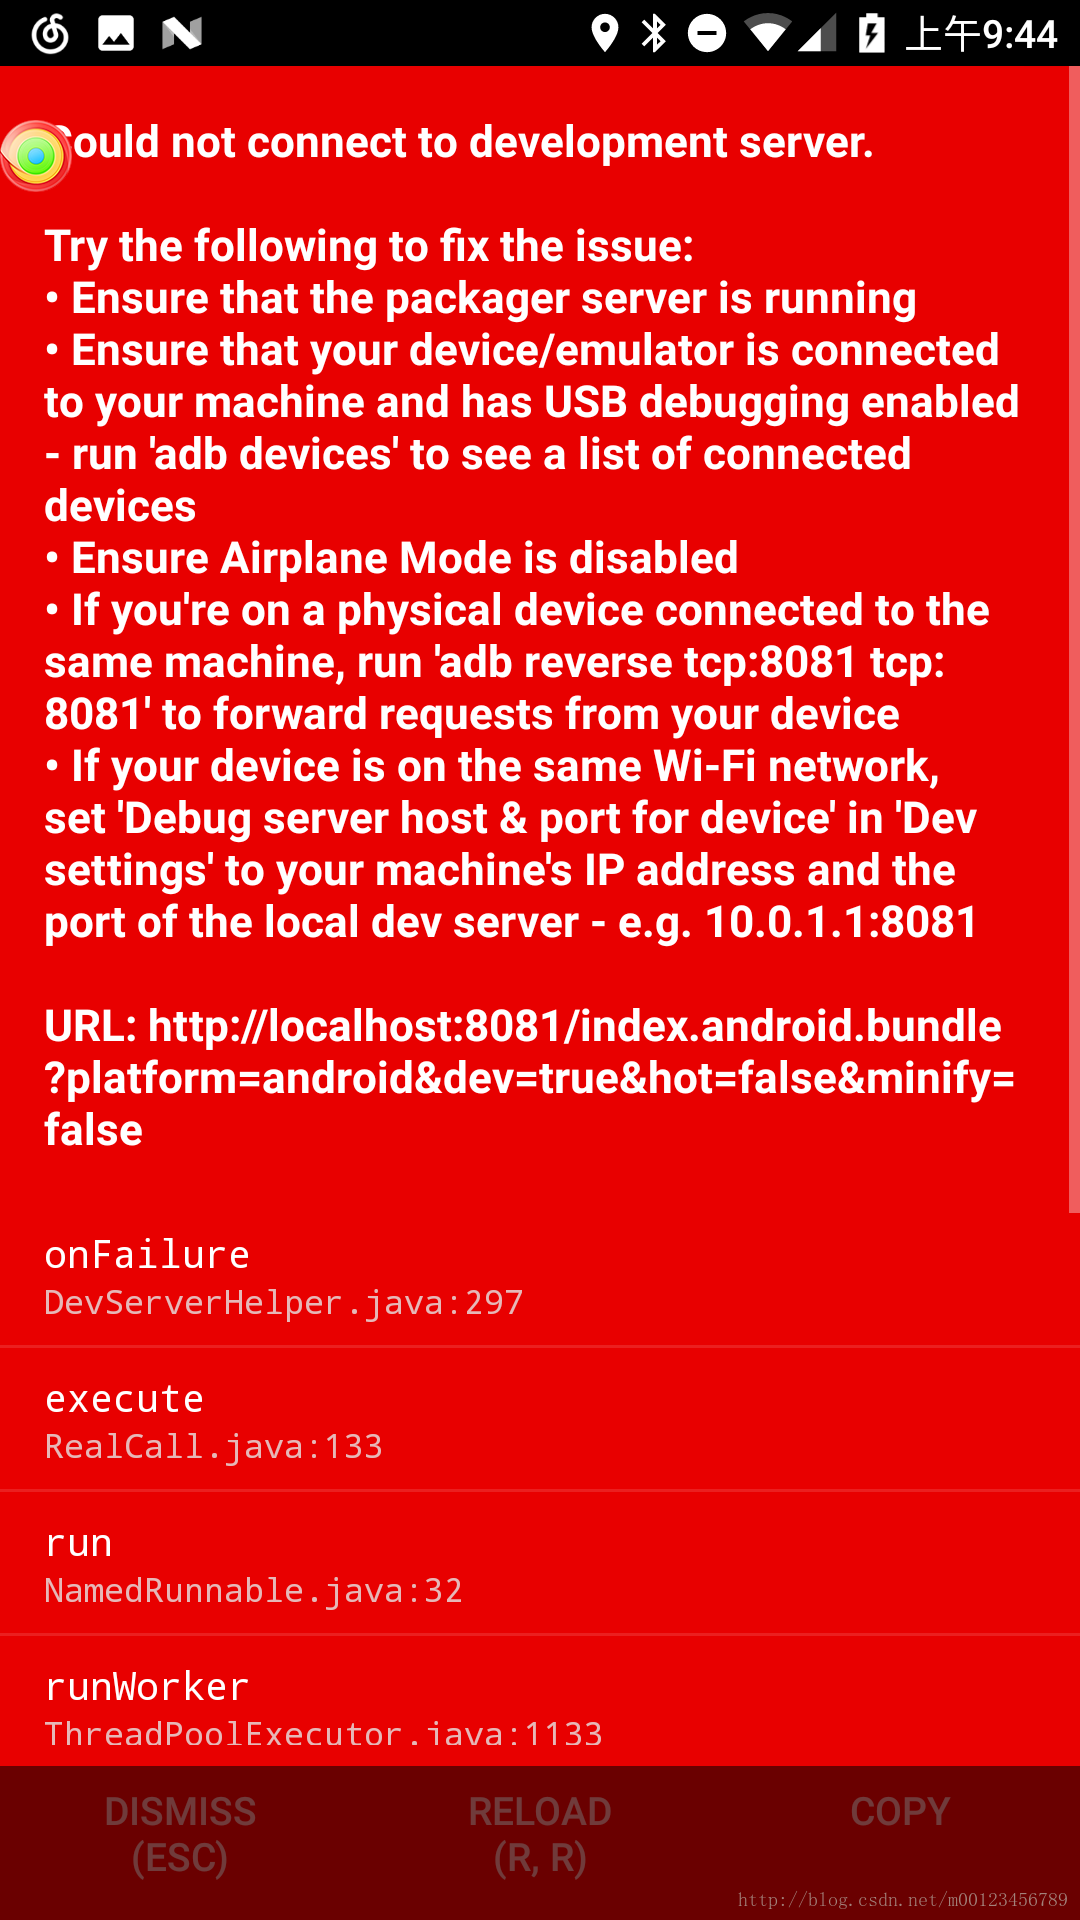 上午9:44
Could not connect to development server.
Try the following to fix the issue:
• Ensure that the packager server is running
• Ensure that your device/emulator is connected
to your machine and has USB debugging enabled
- run 'adb devices' to see a list of connected
devices
• Ensure Airplane Mode is disabled
• If you're on a physical device connected to the
same machine, run 'adb reverse tcp:8081 tcp:
8081' to forward requests from your device
• If your device is on the same Wi-Fi network,
set 'Debug server host & port for device' in 'Dev
settings' to your machine's IP address and the
port of the local dev server - e.g. 10.0.1.1:8081
URL: http://localhost:8081/index.android.bundle
?platform=android&dev=true&hot=false&minify=
false
onFailure
DevServerHelper.java:297
execute
RealCall.java:133
run
NamedRunnable.java:32
runWorker
ThreadPoolExecutor.java:1133
DISMISS
(ESC)
RELOAD
(R, R)
COPY
http://blog.csdn.net/m00123456789